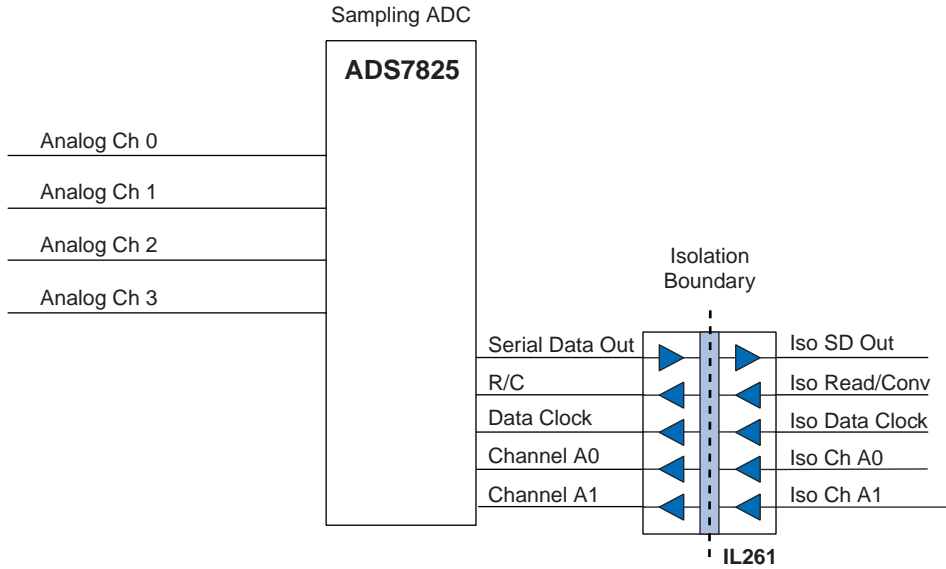 Sampling ADC
ADS7825
Analog Ch 0
Analog Ch 1
Analog Ch 2
Analog Ch 3
Isolation
Boundary
Serial Data Out
Iso SD Out
R/C
Iso Read/Conv
Data Clock
Iso Data Clock
Channel A0
Iso Ch A0
Channel A1
Iso Ch A1
IL261